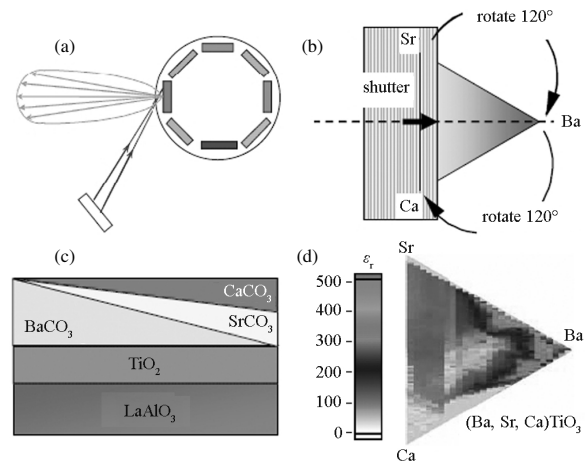 (a)
(b)
rotate 120°
Sr
shutter
Ba
Ca
rotate 120°
(c)
CaCO₃
BaCO₃
SrCO₃
TiO₂
LaAlO₃
(d)
εᵣ
500
400
300
200
100
0
Sr
Ba
(Ba, Sr, Ca)TiO₃
Ca